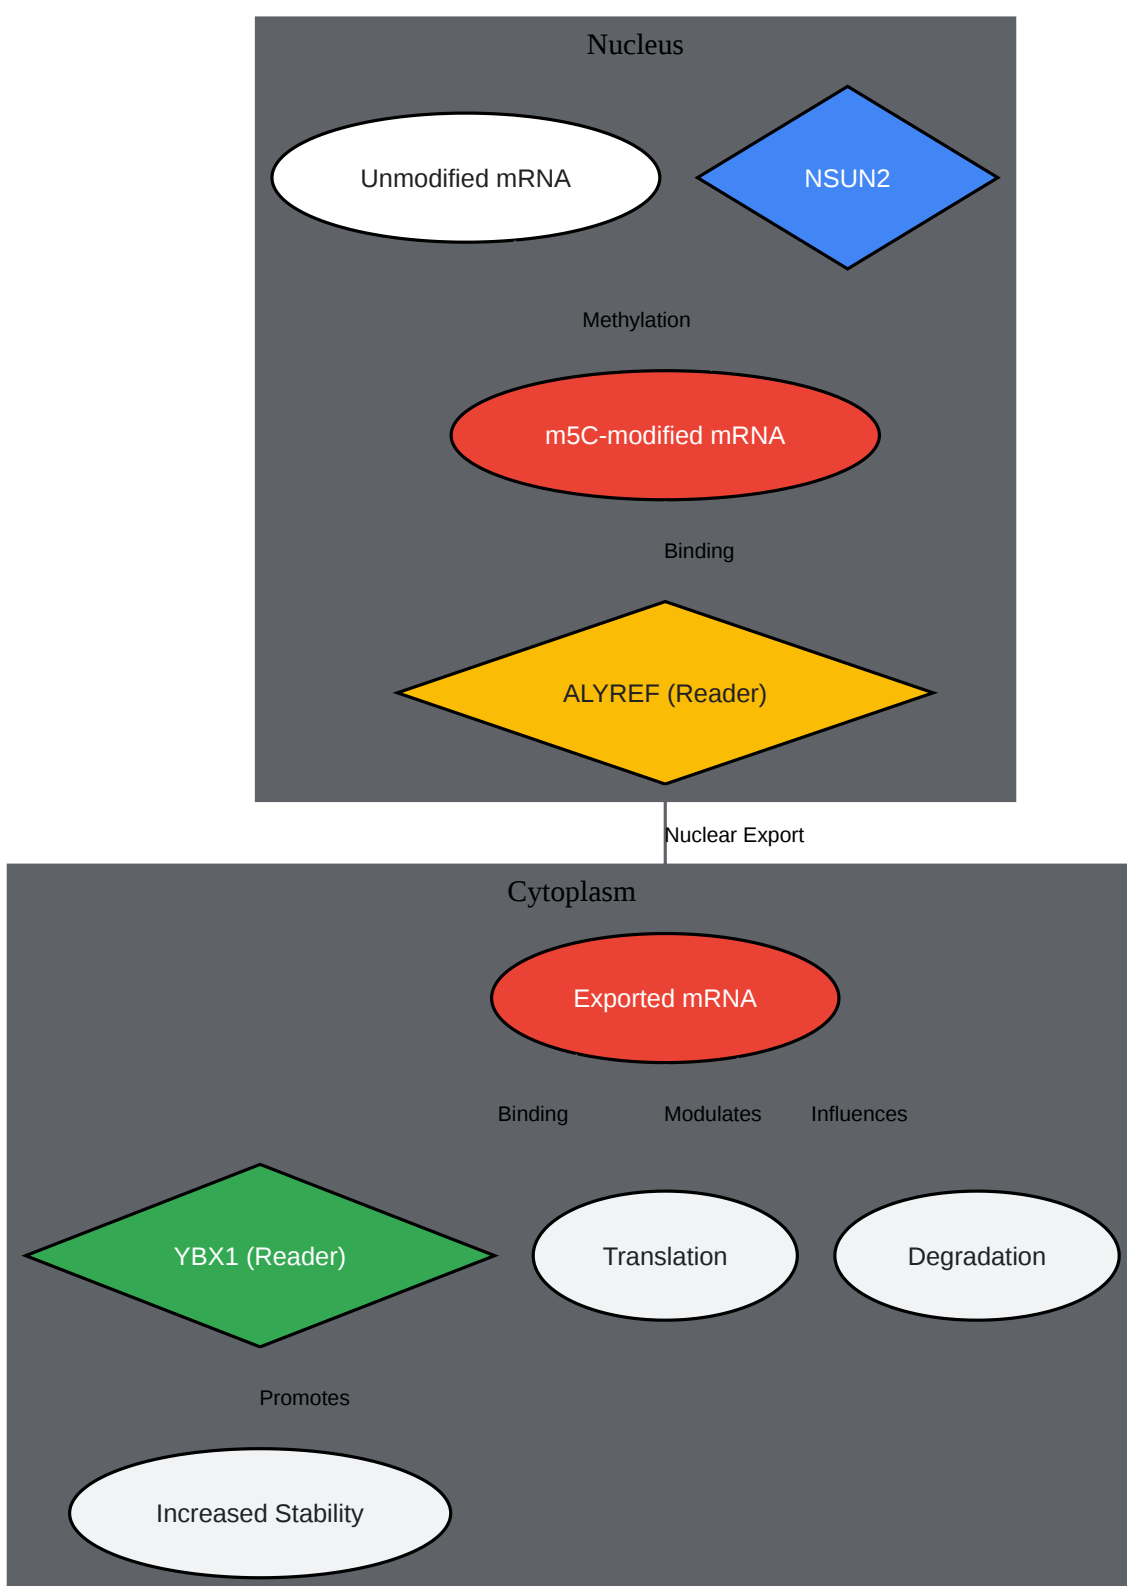 Nucleus
Unmodified mRNA
NSUN2
Methylation
m5C-modified mRNA
Binding
ALYREF (Reader)
Nuclear Export
Cytoplasm
Exported mRNA
Binding
Modulates
Influences
YBX1 (Reader)
Translation
Degradation
Promotes
Increased Stability